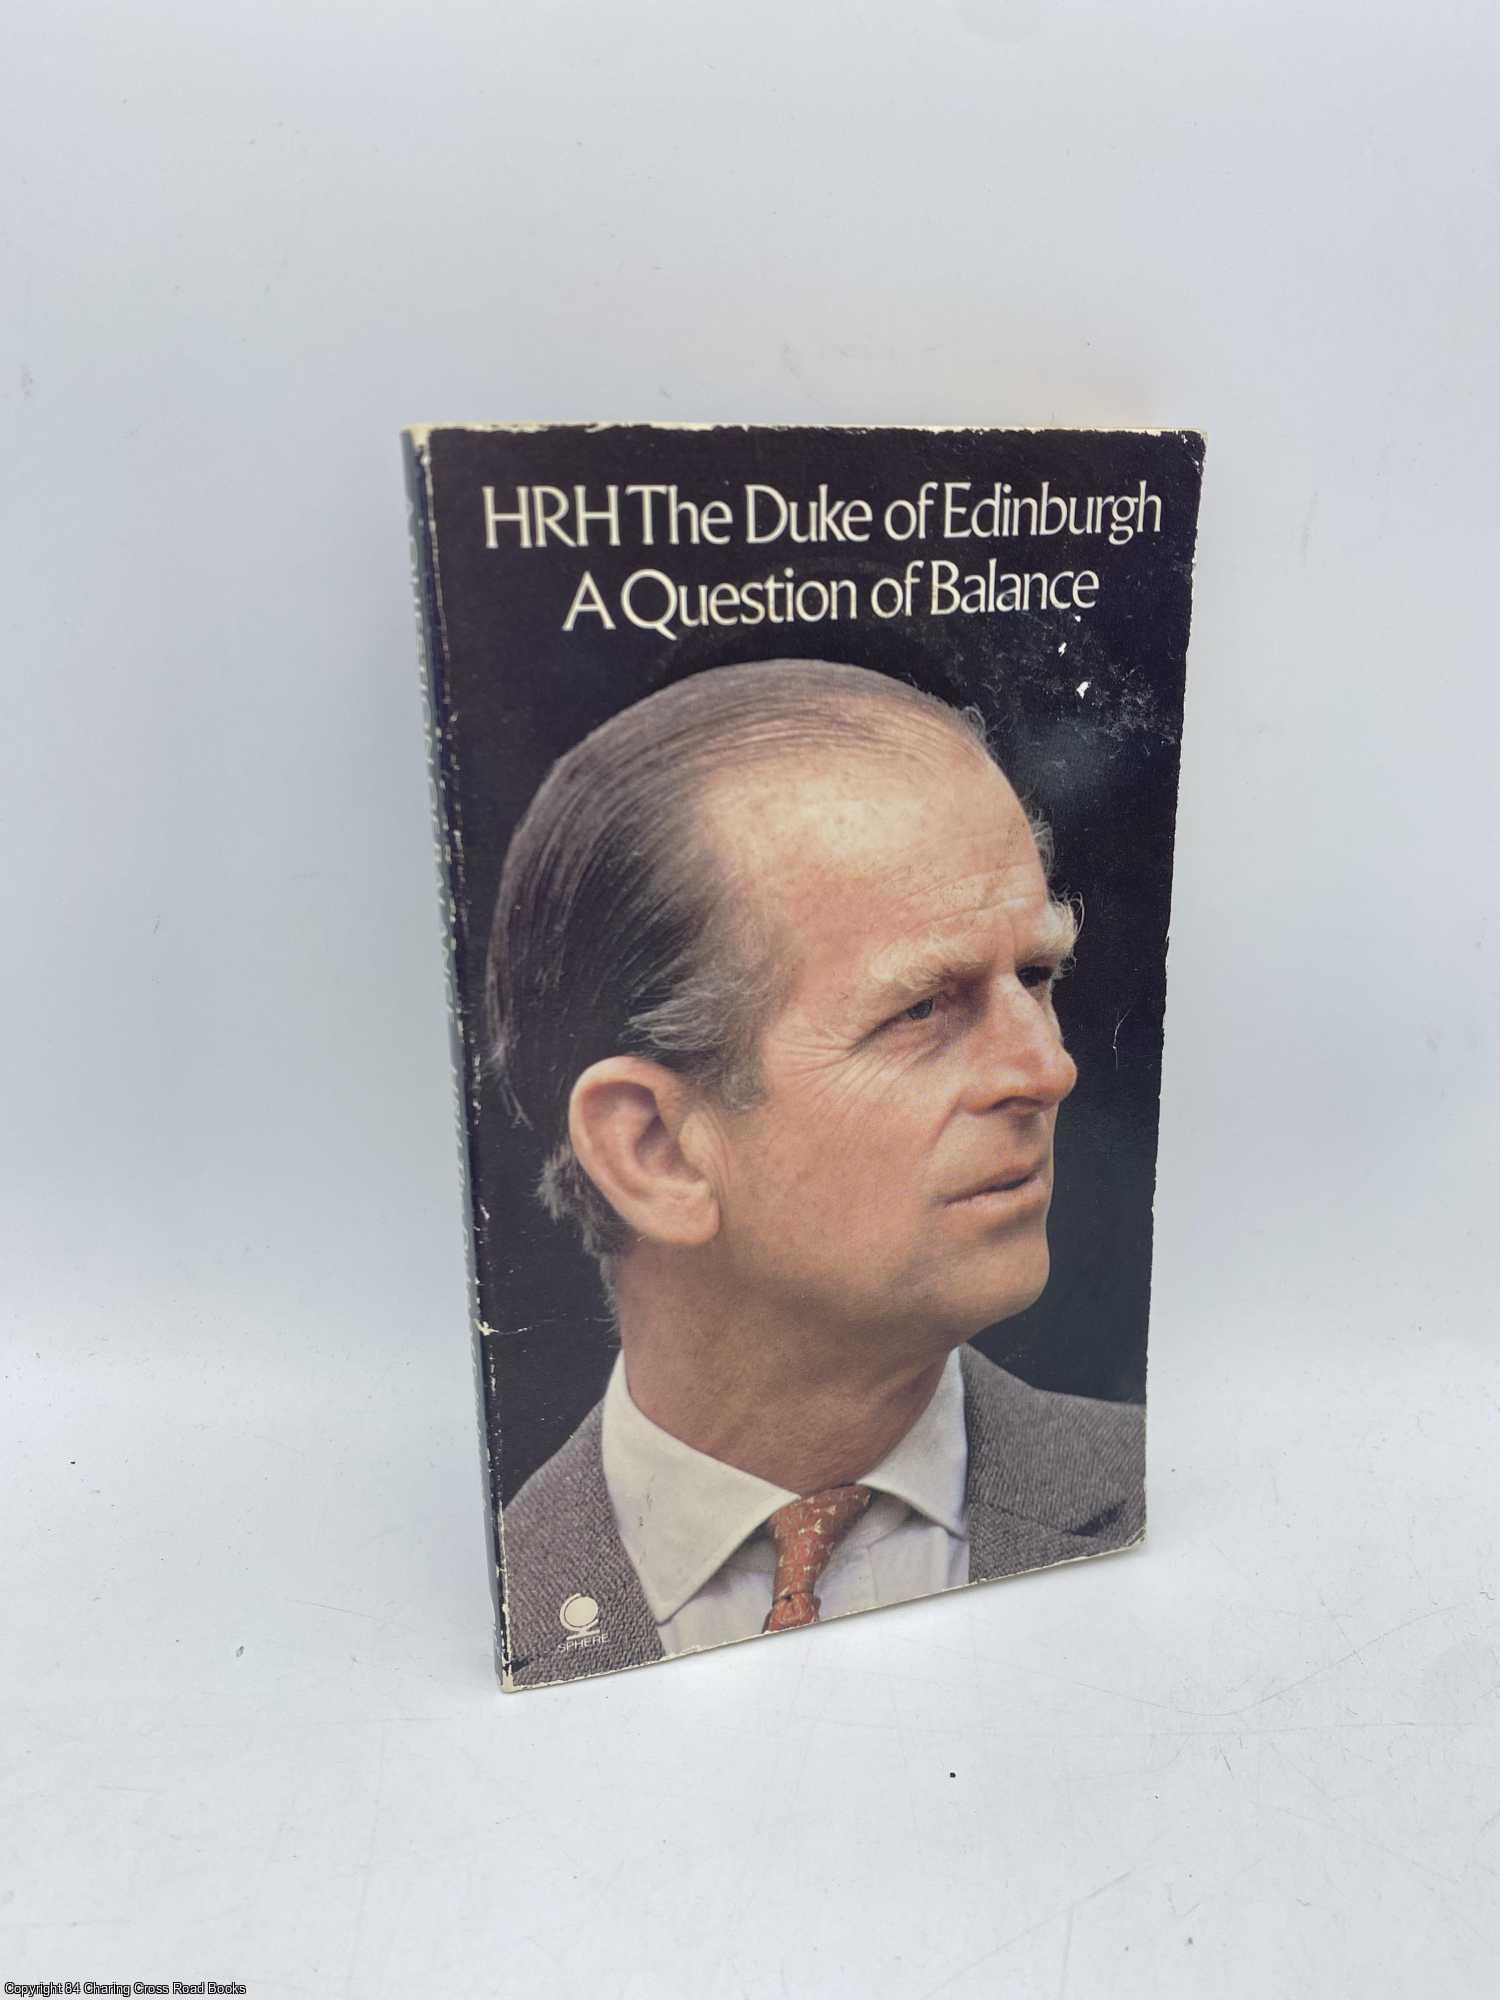 HRH The Duke of Edinburgh
A Question of Balance
SPHERE
Copyright 84 Charing Cross Road Books